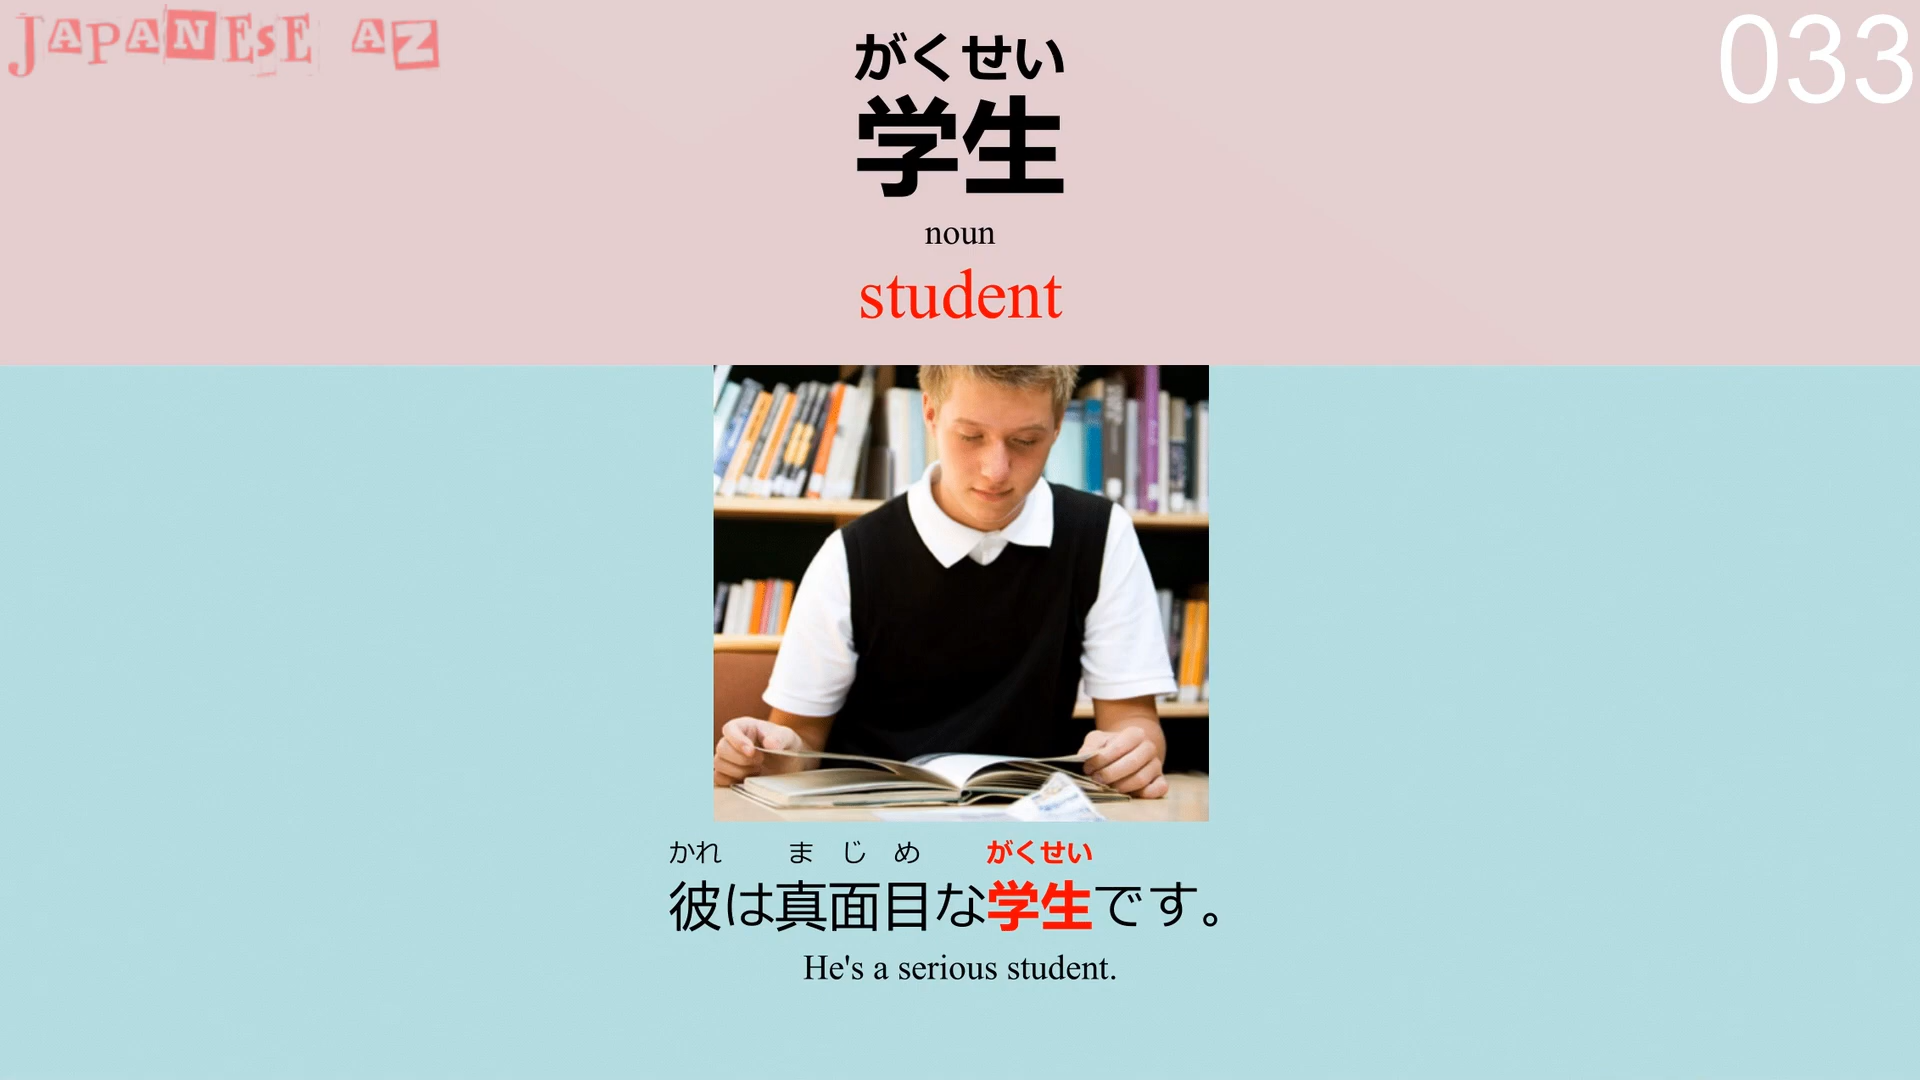 JAPANESE AZ
033
がくせい
学生
noun
student
かれ まじめ がくせい
彼は真面目な学生です。
He's a serious student.